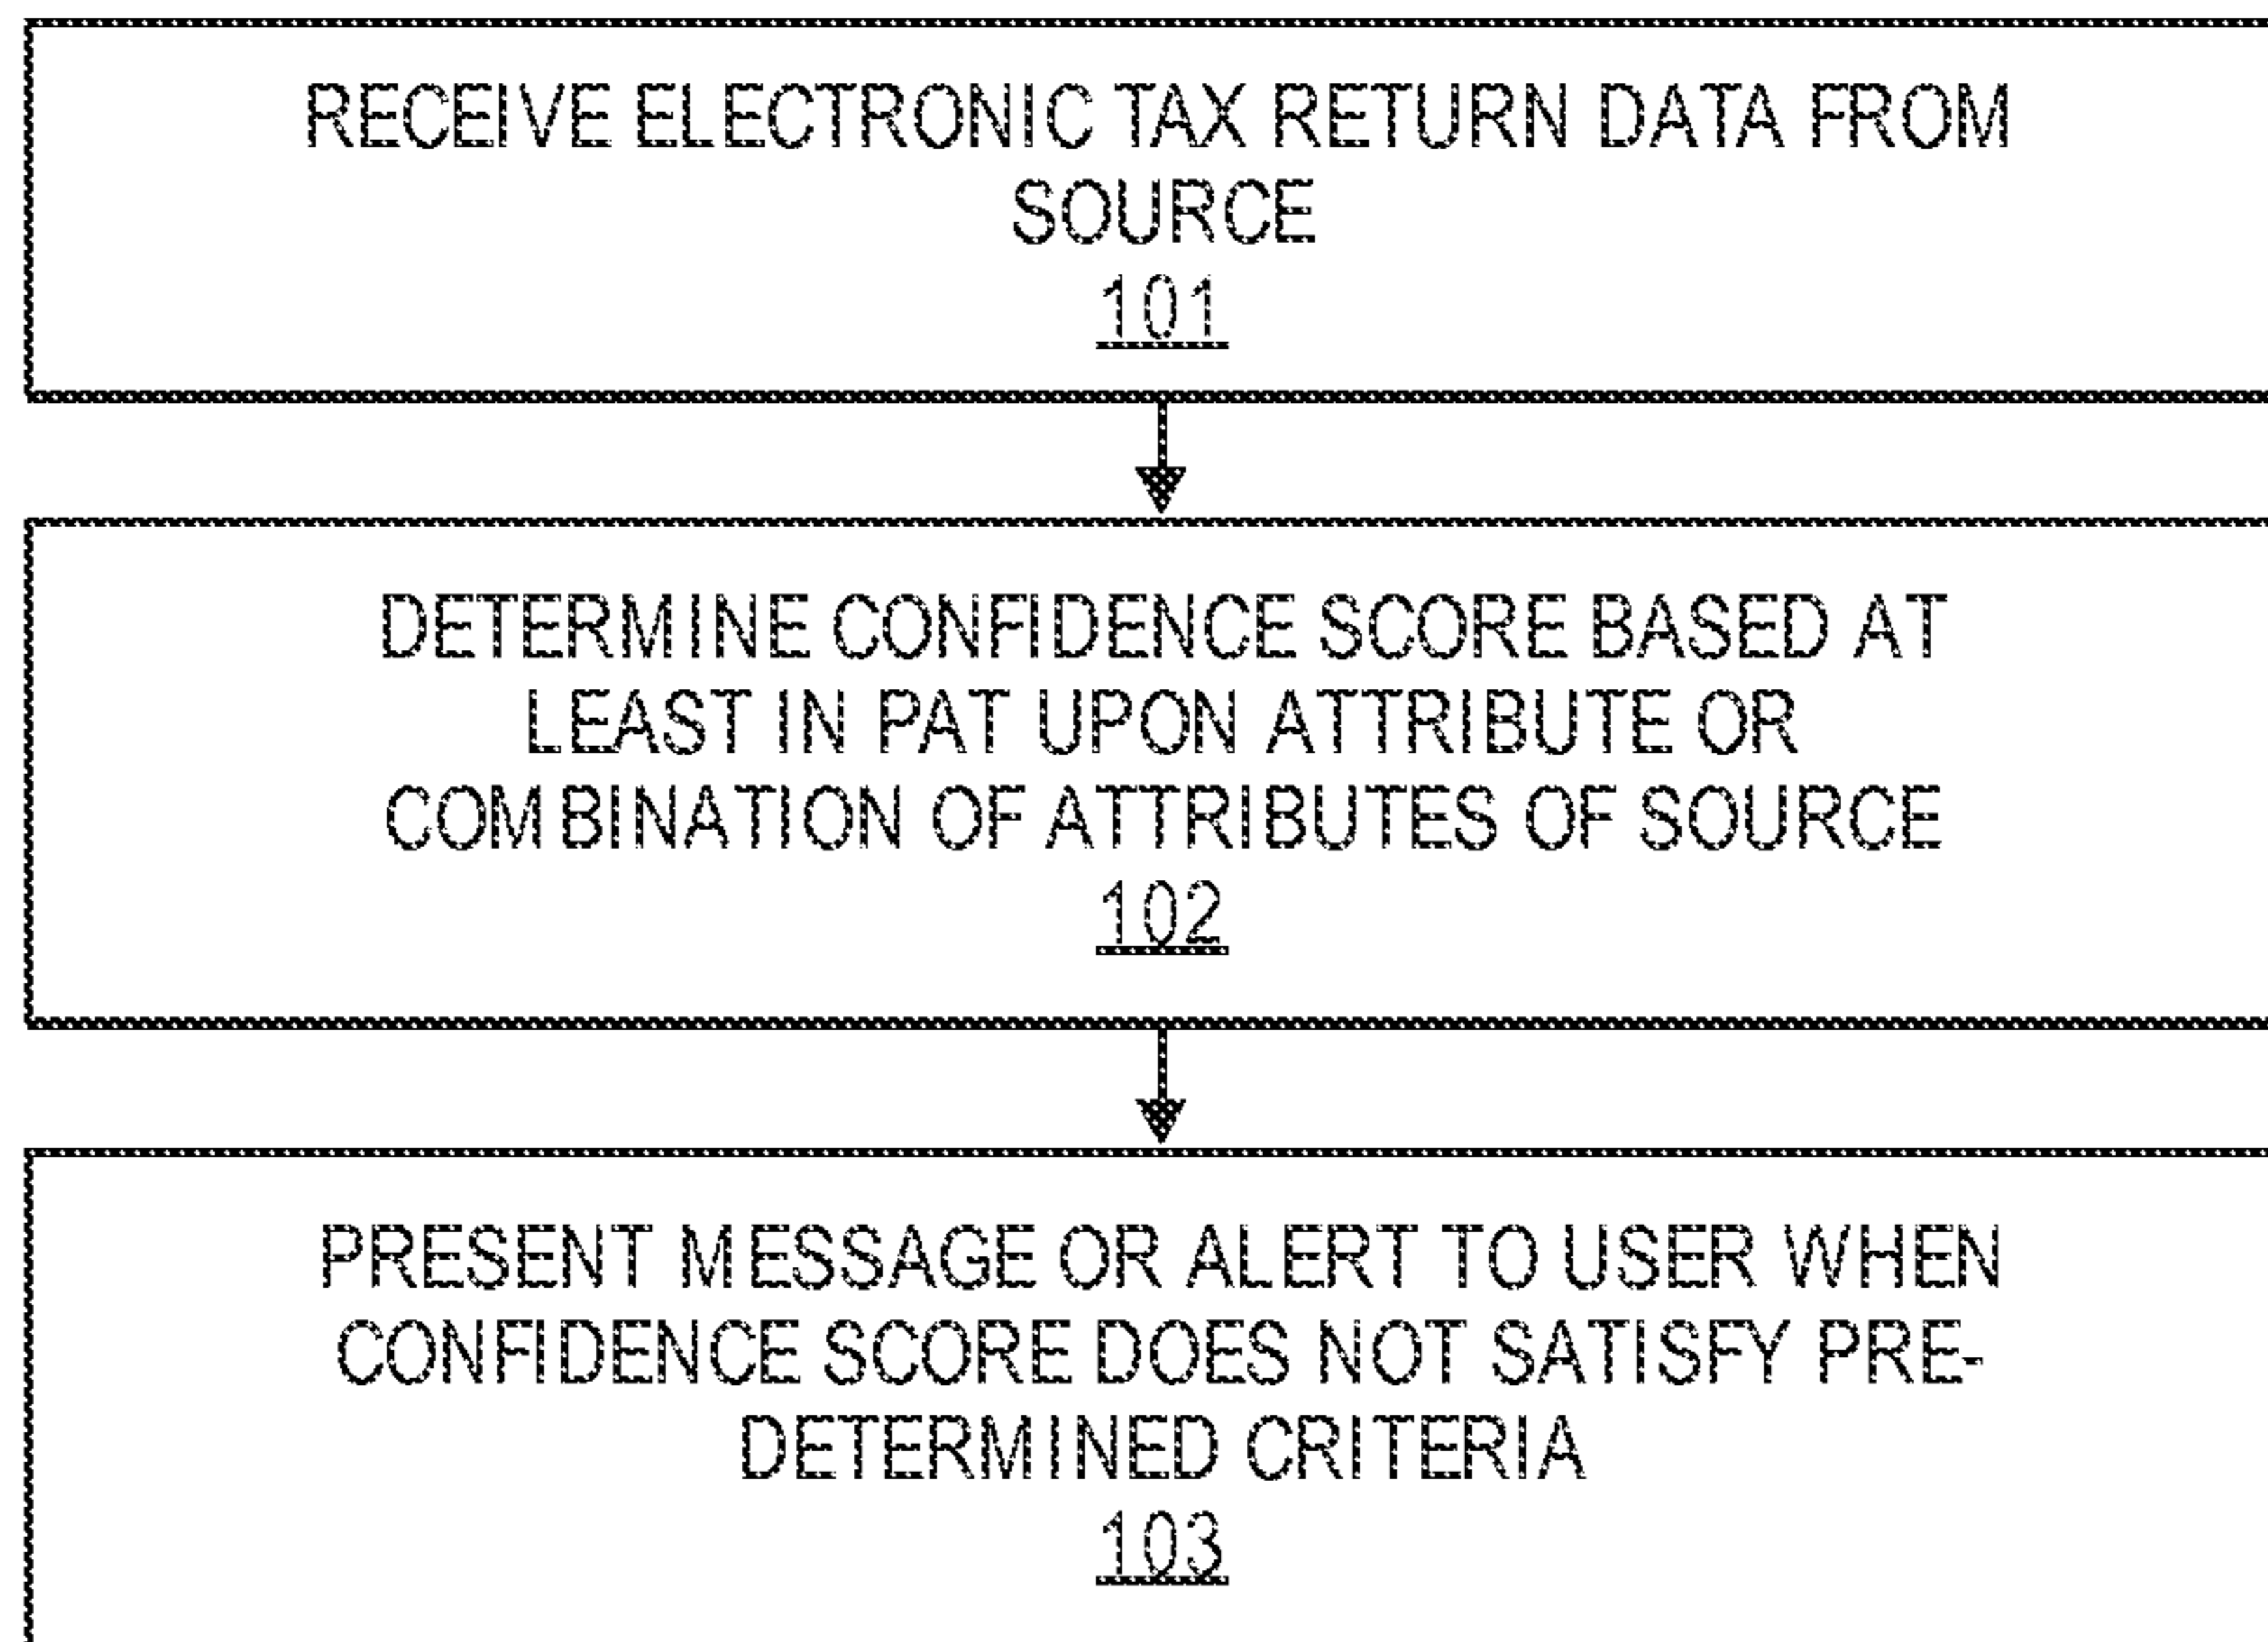 RECEIVE ELECTRONIC TAX RETURN DATA FROM
SOURCE
101
DETERMINE CONFIDENCE SCORE BASED AT
LEAST IN PAT UPON ATTRIBUTE OR
COMBINATION OF ATTRIBUTES OF SOURCE
102
PRESENT MESSAGE OR ALERT TO USER WHEN
CONFIDENCE SCORE DOES NOT SATISFY PRE-
DETERMINED CRITERIA
103